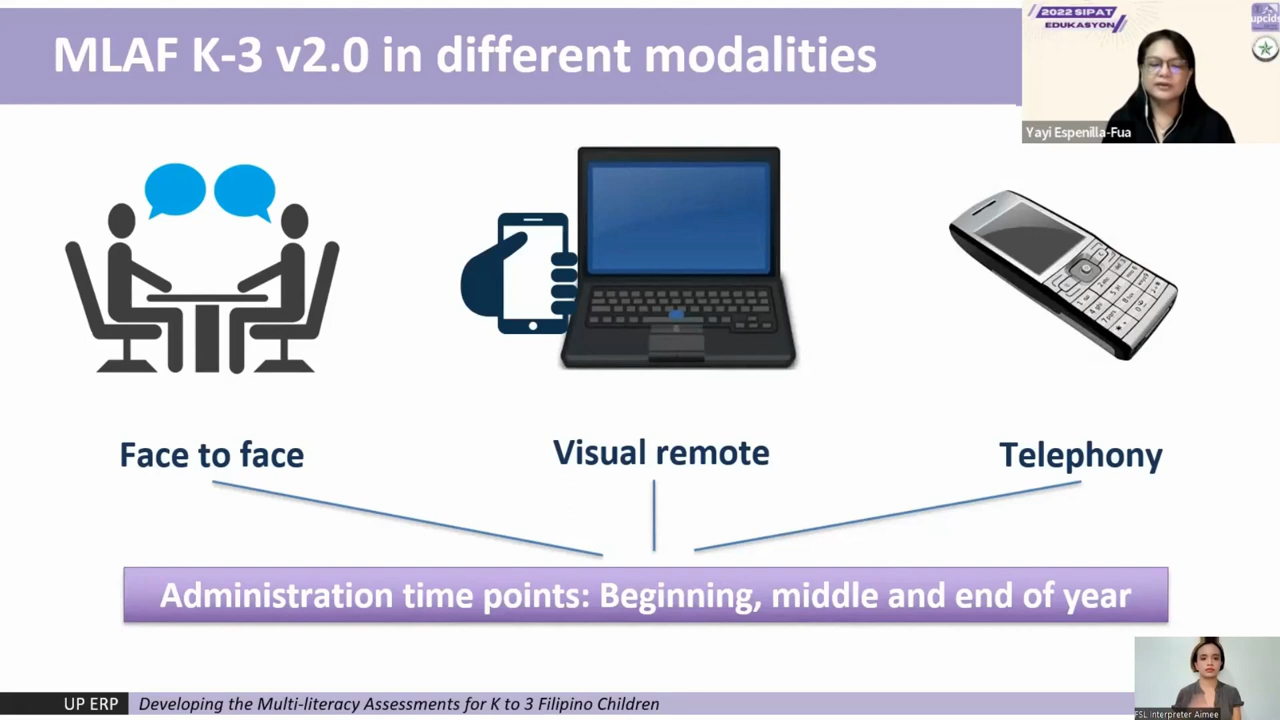 MLAF K-3 v2.0 in different modalities
2022 SIPAT
EDUKASYON
upcids
Yayi Espenilla-Fua
Face to face
Visual remote
Telephony
Administration time points: Beginning, middle and end of year
UP ERP
Developing the Multi-literacy Assessments for K to 3 Filipino Children
FSL Interpreter Aimee